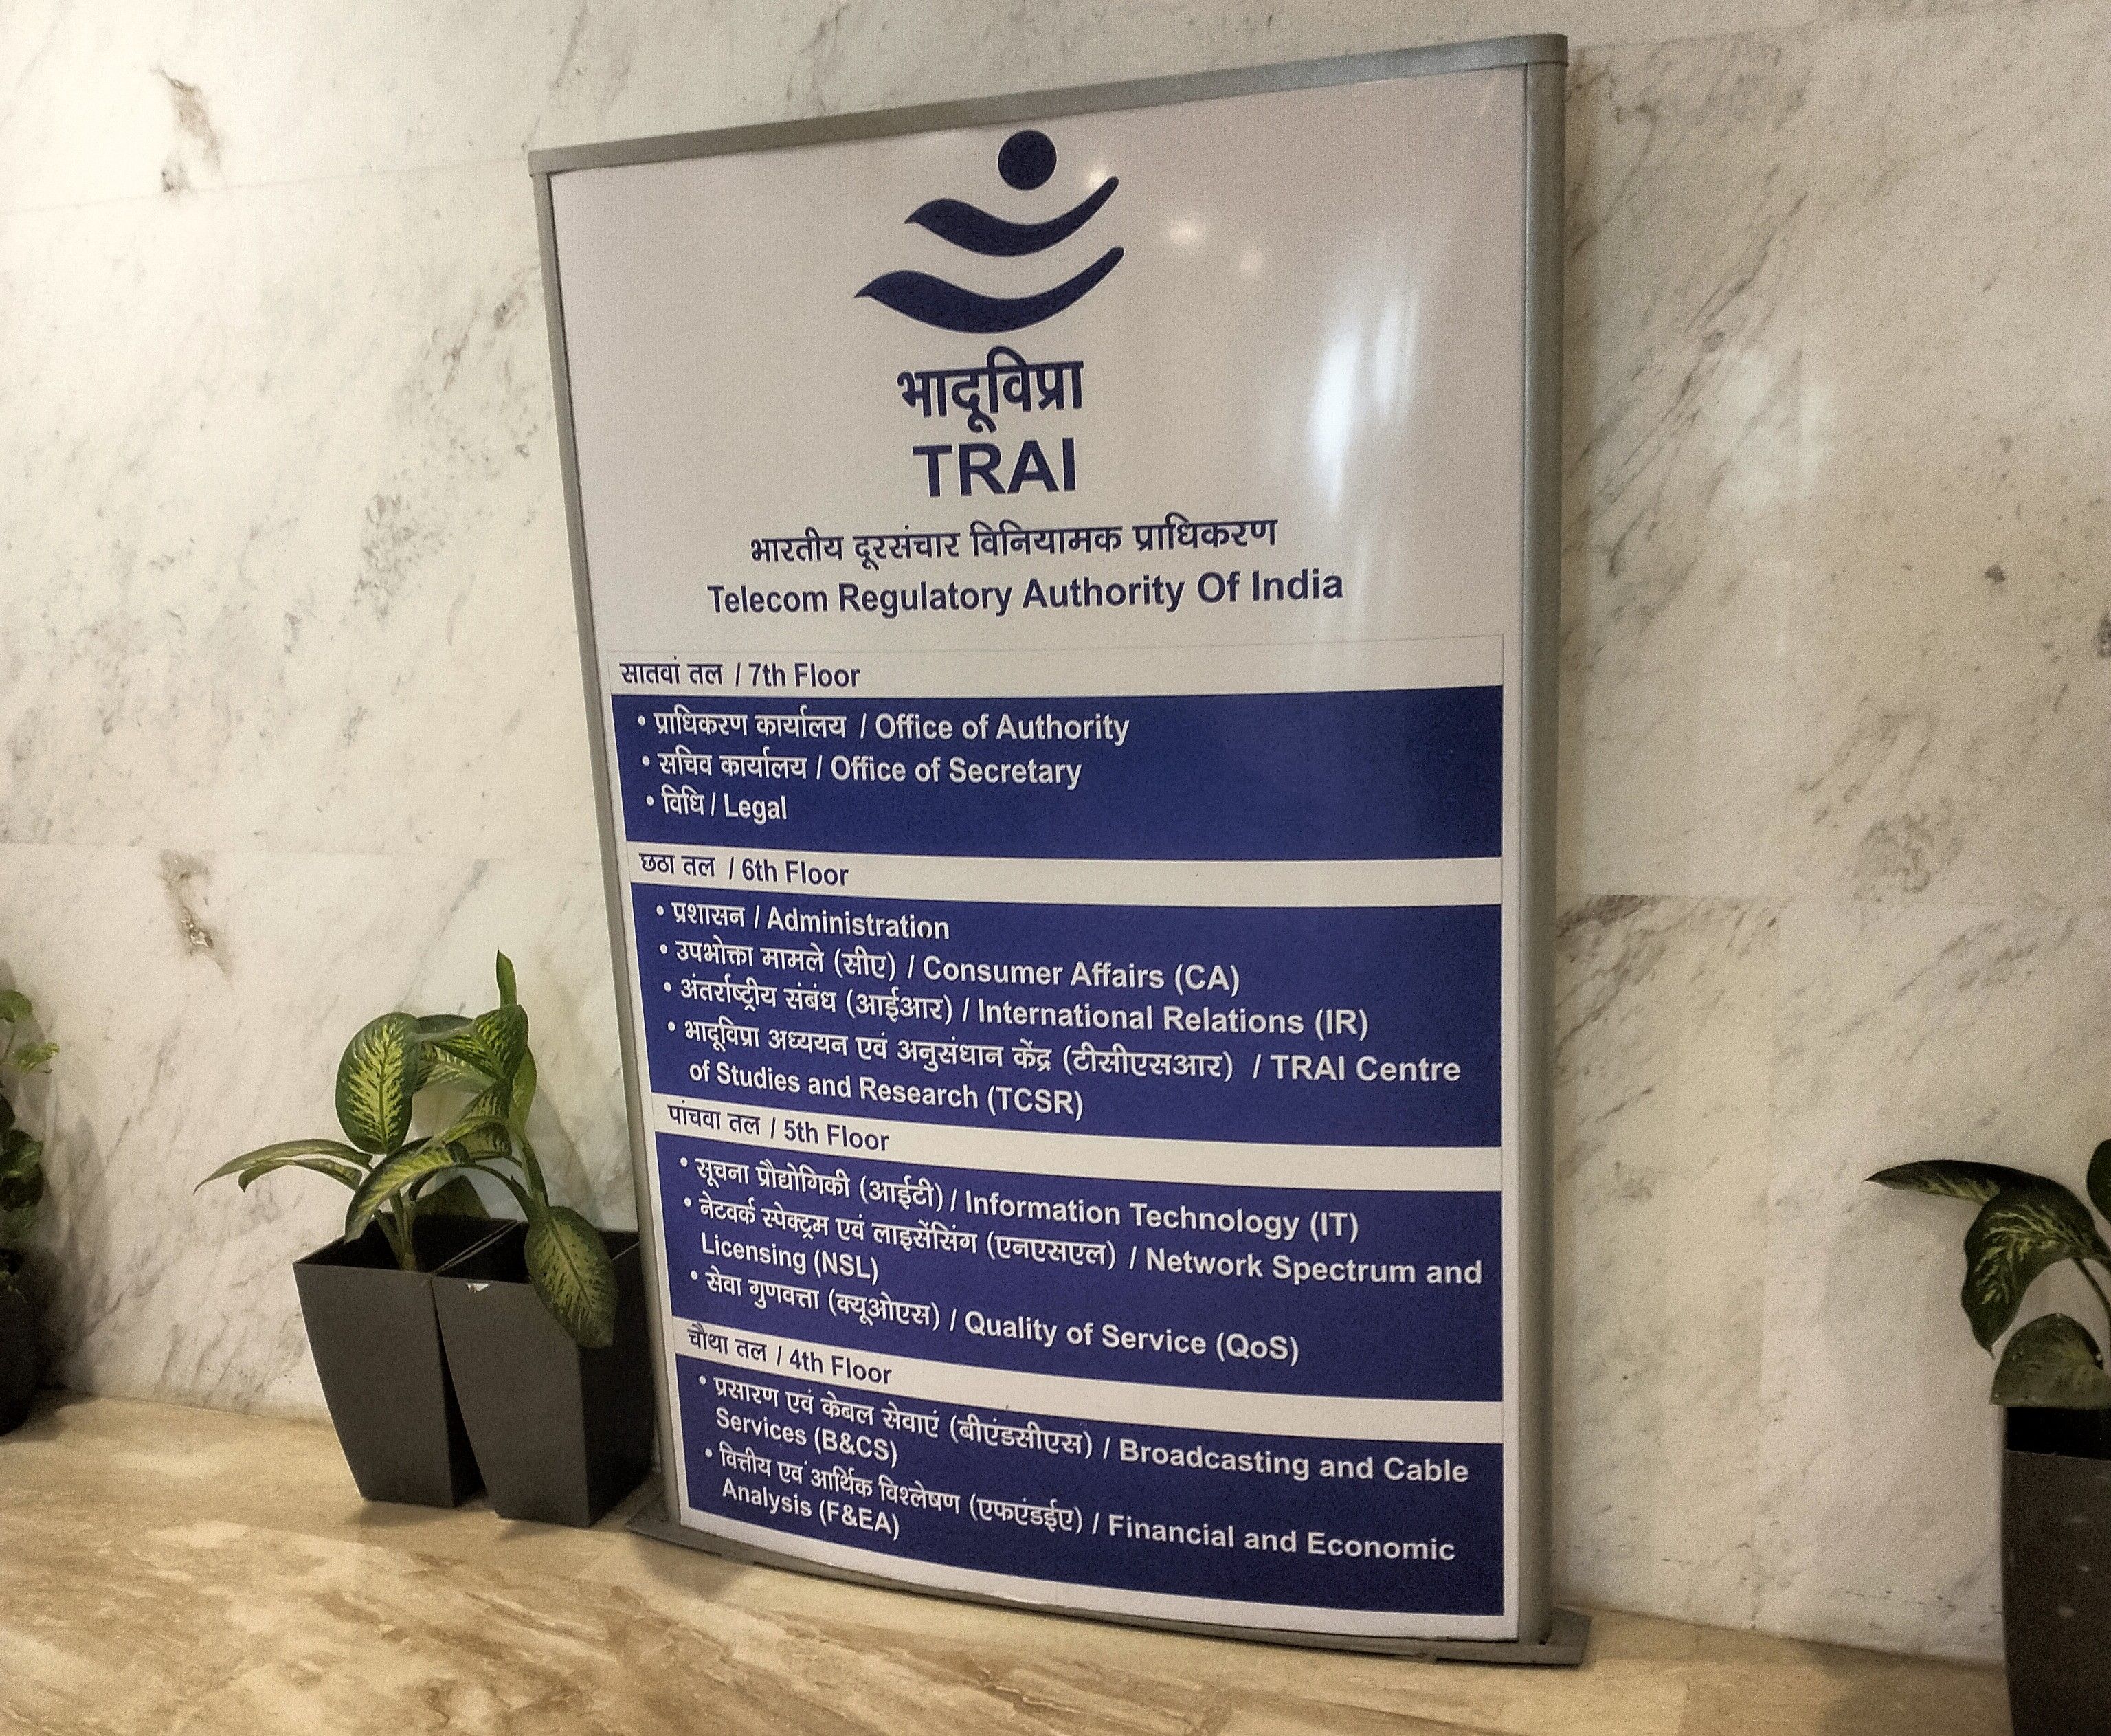 भादूविप्रा
TRAI
भारतीय दूरसंचार विनियामक प्राधिकरण
Telecom Regulatory Authority Of India
सातवां तल / 7th Floor
• प्राधिकरण कार्यालय / Office of Authority
• सचिव कार्यालय / Office of Secretary
• विधि / Legal
छठा तल / 6th Floor
• प्रशासन / Administration
• उपभोक्ता मामले (सीए) / Consumer Affairs (CA)
• अंतर्राष्ट्रीय संबंध (आईआर) / International Relations (IR)
• भादूविप्रा अध्ययन एवं अनुसंधान केंद्र (टीसीएसआर) / TRAI Centre
of Studies and Research (TCSR)
पांचवा तल / 5th Floor
• सूचना प्रौद्योगिकी (आईटी) / Information Technology (IT)
• नेटवर्क स्पेक्ट्रम एवं लाइसेंसिंग (एनएसएल) / Network Spectrum and
Licensing (NSL)
• सेवा गुणवत्ता (क्यूओएस) / Quality of Service (QoS)
चौथा तल / 4th Floor
• प्रसारण एवं केबल सेवाएं (बीएंडसीएस) / Broadcasting and Cable
Services (B&CS)
• वित्तीय एवं आर्थिक विश्लेषण (एफएंडईए) / Financial and Economic
Analysis (F&EA)